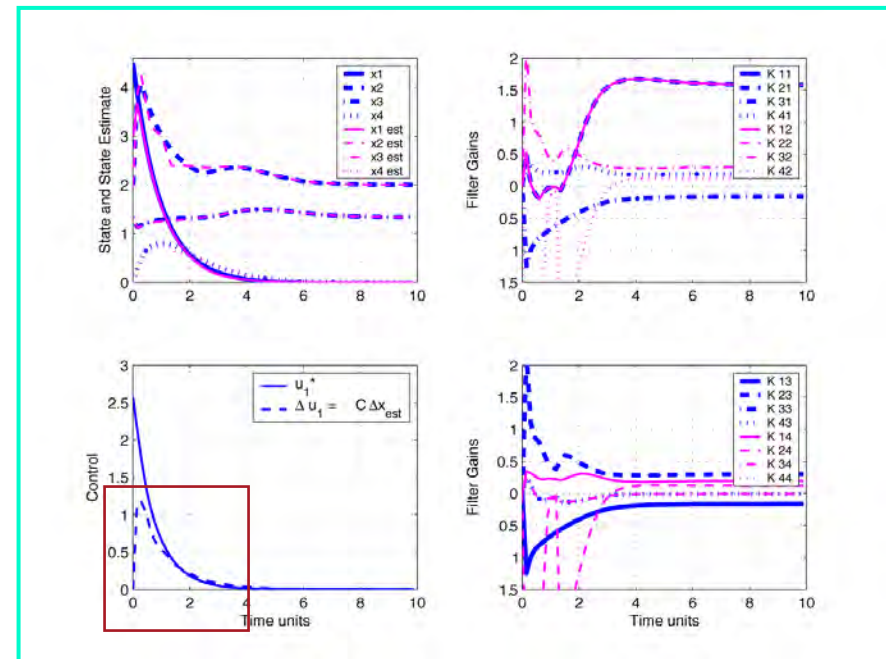 State and State Estimate
4
3
2
1
0
0 2 4 6 8 10
x1
x2
x3
x4
x1 est
x2 est
x3 est
x4 est
Filter Gains
2
1.5
1
0.5
0
0.5
1
1.5
0 2 4 6 8 10
K 11
K 21
K 31
K 41
K 12
K 22
K 32
K 42
Control
3
2.5
2
1.5
1
0.5
0
0 2 4 6 8 10
Time units
u1*
Δ u1 = C Δxest
Filter Gains
2
1.5
1
0.5
0
0.5
1
1.5
0 2 4 6 8 10
Time units
K 13
K 23
K 33
K 43
K 14
K 24
K 34
K 44